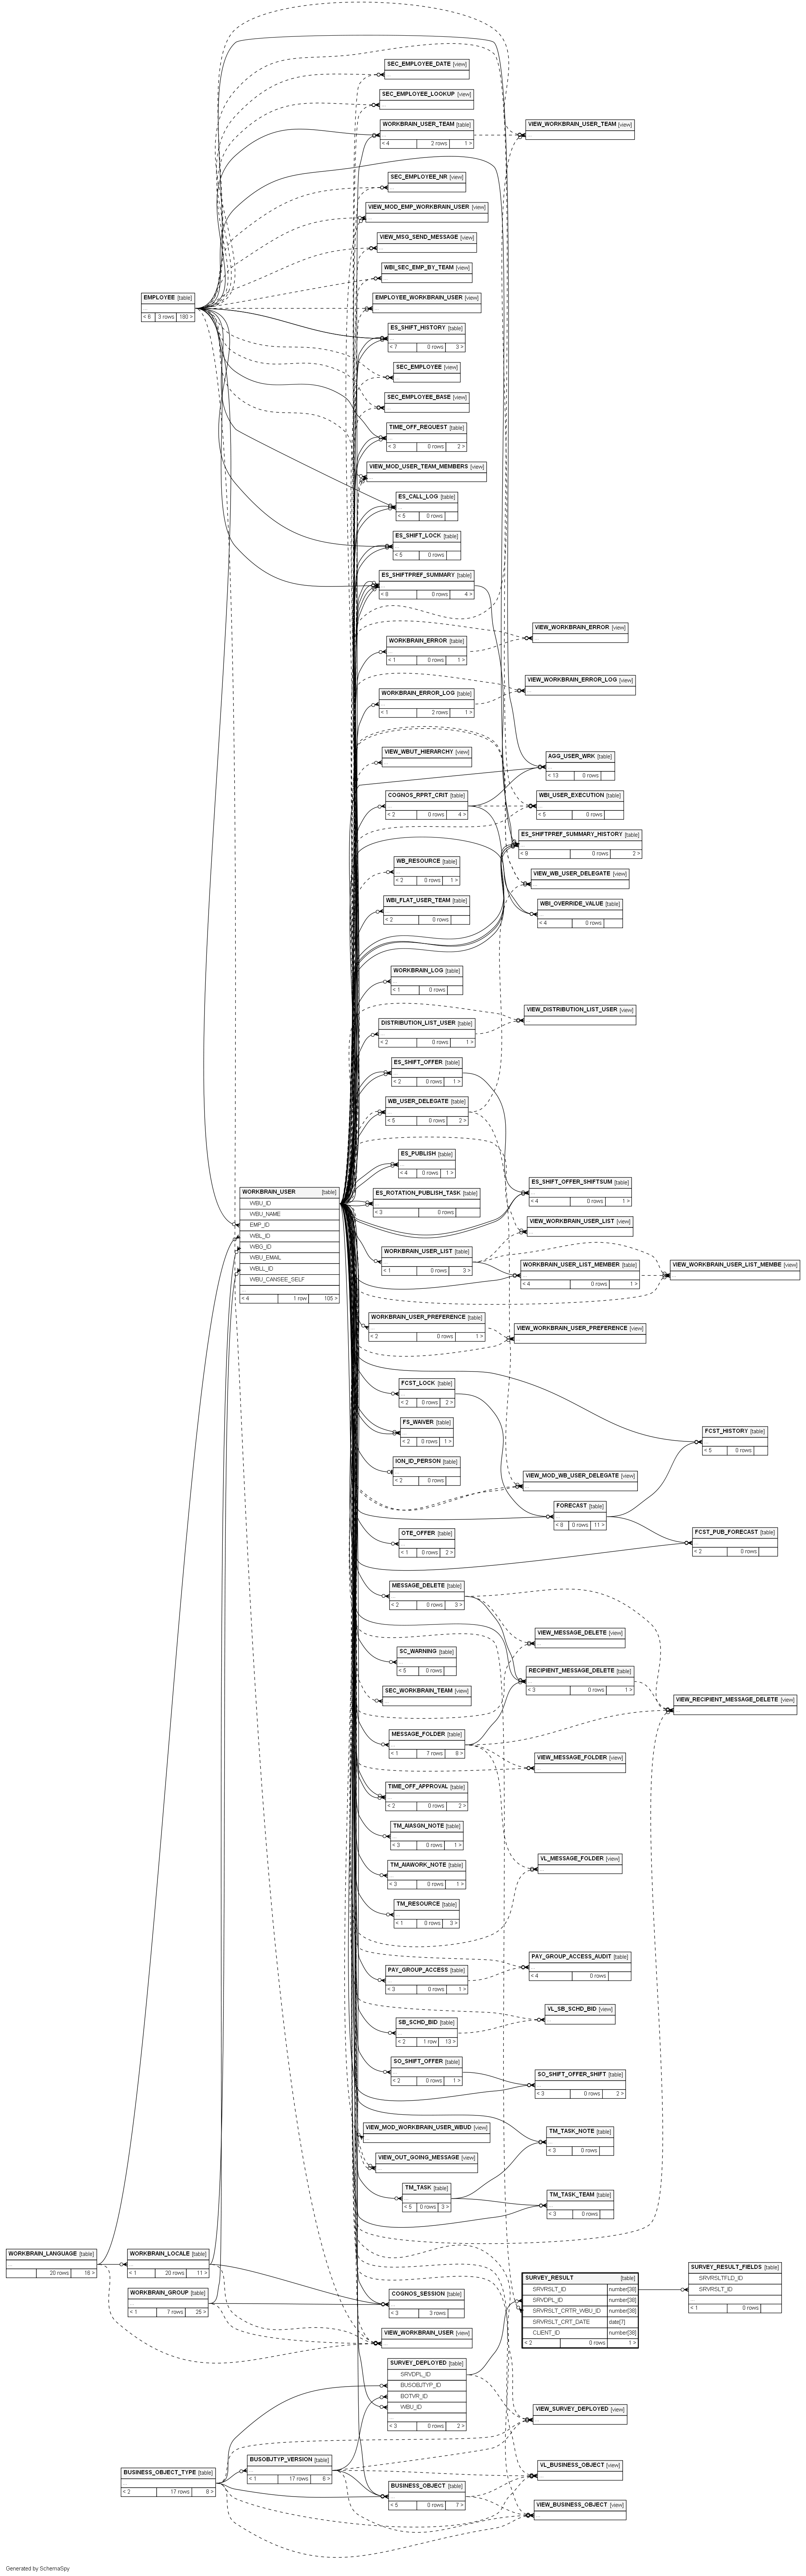 SEC_EMPLOYEE_DATE [view]
...
SEC_EMPLOYEE_LOOKUP [view]
...
WORKBRAIN_USER_TEAM [table]
...
< 4 2 rows 1 >
VIEW_WORKBRAIN_USER_TEAM [view]
...
SEC_EMPLOYEE_NR [view]
...
VIEW_MOD_EMP_WORKBRAIN_USER [view]
...
VIEW_MSG_SEND_MESSAGE [view]
...
WBI_SEC_EMP_BY_TEAM [view]
...
EMPLOYEE [table]
...
< 6 3 rows 180 >
EMPLOYEE_WORKBRAIN_USER [view]
...
ES_SHIFT_HISTORY [table]
...
< 7 0 rows 3 >
SEC_EMPLOYEE [view]
...
SEC_EMPLOYEE_BASE [view]
...
TIME_OFF_REQUEST [table]
...
< 3 0 rows 2 >
VIEW_MOD_USER_TEAM_MEMBERS [view]
...
ES_CALL_LOG [table]
...
< 5 0 rows
ES_SHIFT_LOCK [table]
...
< 5 0 rows
ES_SHIFTPREF_SUMMARY [table]
...
< 8 0 rows 4 >
VIEW_WORKBRAIN_ERROR [view]
...
WORKBRAIN_ERROR [table]
...
< 1 0 rows 1 >
VIEW_WORKBRAIN_ERROR_LOG [view]
...
WORKBRAIN_ERROR_LOG [table]
...
< 1 2 rows 1 >
VIEW_WBUT_HIERARCHY [view]
...
AGG_USER_WRK [table]
...
< 13 0 rows
COGNOS_RPRT_CRIT [table]
...
< 2 0 rows 4 >
WBI_USER_EXECUTION [table]
...
< 5 0 rows
ES_SHIFTPREF_SUMMARY_HISTORY [table]
...
< 9 0 rows 2 >
WB_RESOURCE [table]
...
< 2 0 rows 1 >
VIEW_WB_USER_DELEGATE [view]
...
WBI_FLAT_USER_TEAM [table]
...
< 2 0 rows
WBI_OVERRIDE_VALUE [table]
...
< 4 0 rows
WORKBRAIN_LOG [table]
...
< 1 0 rows
VIEW_DISTRIBUTION_LIST_USER [view]
...
DISTRIBUTION_LIST_USER [table]
...
< 2 0 rows 1 >
ES_SHIFT_OFFER [table]
...
< 2 0 rows 1 >
WB_USER_DELEGATE [table]
...
< 5 0 rows 2 >
ES_PUBLISH [table]
...
< 4 0 rows 1 >
ES_SHIFT_OFFER_SHIFTSUM [table]
...
< 4 0 rows 1 >
WORKBRAIN_USER [table]
WBU_ID
WBU_NAME
EMP_ID
WBL_ID
WBG_ID
WBU_EMAIL
WBLL_ID
WBU_CANSEE_SELF
...
< 4 1 row 105 >
ES_ROTATION_PUBLISH_TASK [table]
...
< 3 0 rows
VIEW_WORKBRAIN_USER_LIST [view]
...
WORKBRAIN_USER_LIST [table]
...
< 1 0 rows 3 >
WORKBRAIN_USER_LIST_MEMBER [table]
...
< 4 0 rows 1 >
VIEW_WORKBRAIN_USER_LIST_MEMBE [view]
...
WORKBRAIN_USER_PREFERENCE [table]
...
< 2 0 rows 1 >
VIEW_WORKBRAIN_USER_PREFERENCE [view]
...
FCST_LOCK [table]
...
< 2 0 rows 2 >
FS_WAIVER [table]
...
< 2 0 rows 1 >
FCST_HISTORY [table]
...
< 5 0 rows
ION_ID_PERSON [table]
...
< 2 0 rows
VIEW_MOD_WB_USER_DELEGATE [view]
...
FORECAST [table]
...
< 8 0 rows 11 >
OTE_OFFER [table]
...
< 1 0 rows 2 >
FCST_PUB_FORECAST [table]
...
< 2 0 rows
MESSAGE_DELETE [table]
...
< 2 0 rows 3 >
VIEW_MESSAGE_DELETE [view]
...
SC_WARNING [table]
...
< 5 0 rows
RECIPIENT_MESSAGE_DELETE [table]
...
< 3 0 rows 1 >
SEC_WORKBRAIN_TEAM [view]
...
VIEW_RECIPIENT_MESSAGE_DELETE [view]
...
MESSAGE_FOLDER [table]
...
< 1 7 rows 8 >
VIEW_MESSAGE_FOLDER [view]
...
TIME_OFF_APPROVAL [table]
...
< 2 0 rows 2 >
TM_AIASGN_NOTE [table]
...
< 3 0 rows 1 >
TM_AIAWORK_NOTE [table]
...
< 3 0 rows 1 >
VL_MESSAGE_FOLDER [view]
...
TM_RESOURCE [table]
...
< 1 0 rows 3 >
PAY_GROUP_ACCESS_AUDIT [table]
...
< 4 0 rows
PAY_GROUP_ACCESS [table]
...
< 3 0 rows 1 >
VL_SB_SCHD_BID [view]
...
SB_SCHD_BID [table]
...
< 2 1 row 13 >
SO_SHIFT_OFFER [table]
...
< 2 0 rows 1 >
SO_SHIFT_OFFER_SHIFT [table]
...
< 3 0 rows 2 >
VIEW_MOD_WORKBRAIN_USER_WBUD [view]
...
TM_TASK_NOTE [table]
...
< 3 0 rows
VIEW_OUT_GOING_MESSAGE [view]
...
TM_TASK [table]
...
< 5 0 rows 3 >
TM_TASK_TEAM [table]
...
< 3 0 rows
WORKBRAIN_LANGUAGE [table]
...
20 rows 16 >
WORKBRAIN_LOCALE [table]
...
< 1 20 rows 11 >
WORKBRAIN_GROUP [table]
...
< 1 7 rows 25 >
COGNOS_SESSION [table]
...
< 3 3 rows
VIEW_WORKBRAIN_USER [view]
...
SURVEY_RESULT [table]
SRVRSLT_ID number[38]
SRVDPL_ID number[38]
SRVRSLT_CRTR_WBU_ID number[38]
SRVRSLT_CRT_DATE date[7]
CLIENT_ID number[38]
< 2 0 rows 1 >
SURVEY_RESULT_FIELDS [table]
SRVRSLTFLD_ID
SRVRSLT_ID
...
< 1 0 rows
SURVEY_DEPLOYED [table]
SRVDPL_ID
BUSOBJTYP_ID
BOTVR_ID
WBU_ID
...
< 3 0 rows 2 >
VIEW_SURVEY_DEPLOYED [view]
...
BUSINESS_OBJECT_TYPE [table]
...
< 2 17 rows 8 >
BUSOBJTYP_VERSION [table]
...
< 1 17 rows 6 >
VL_BUSINESS_OBJECT [view]
...
BUSINESS_OBJECT [table]
...
< 5 0 rows 7 >
VIEW_BUSINESS_OBJECT [view]
...
Generated by SchemaSpy